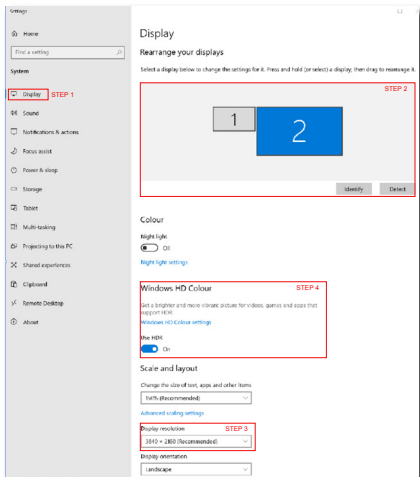 Settings
Home
Find a setting
System
Display STEP 1
Sound
Notifications & actions
Focus assist
Power & sleep
Storage
Tablet
Multi-tasking
Projecting to this PC
Shared experiences
Clipboard
Remote Desktop
About
Display
Rearrange your displays
Select a display below to change the settings for it. Press and hold (or select) a display, then drag to rearrange it.
STEP 2
1 2
Identify Detect
Colour
Night light
Off
Night light settings
Windows HD Colour STEP 4
Get a brighter and more vibrant picture for videos, games and apps that
support HDR.
Windows HD Colour settings
Use HDR
On
Scale and layout
Change the size of text, apps and other items
(Recommended)
Advanced scaling settings
Display resolution STEP 3
3840 × 2160 (Recommended)
Display orientation
Landscape